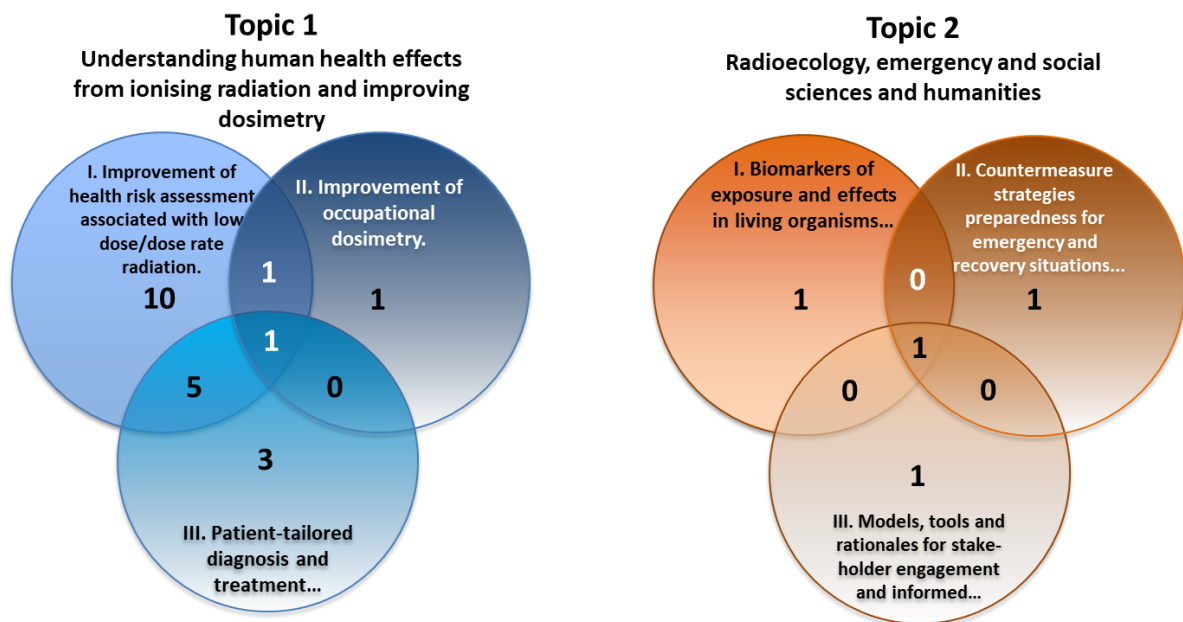 Topic 1
Understanding human health effects
from ionising radiation and improving
dosimetry
I. Improvement of
health risk assessment
associated with low
dose/dose rate
radiation.
10
1
II. Improvement of
occupational
dosimetry.
1
1
5
0
3
III. Patient-tailored
diagnosis and
treatment...
Topic 2
Radioecology, emergency and social
sciences and humanities
I. Biomarkers of
exposure and effects
in living organisms...
1
0
II. Countermeasure
strategies
preparedness for
emergency and
recovery situations...
1
1
0
0
1
III. Models, tools and
rationales for stake-
holder engagement
and informed...